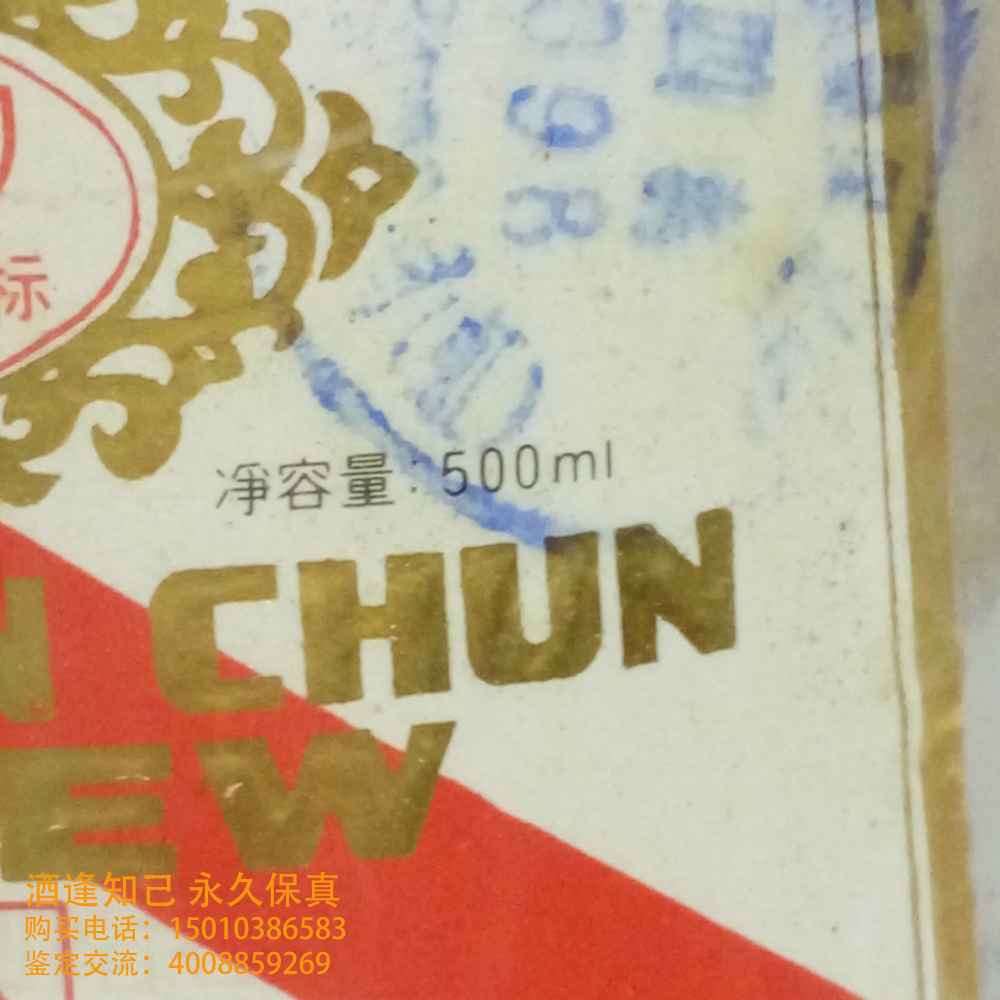 标
净容量: 500ml
CHUN
EW
酒逢知己 永久保真
购买电话：15010386583
鉴定交流：4008859269